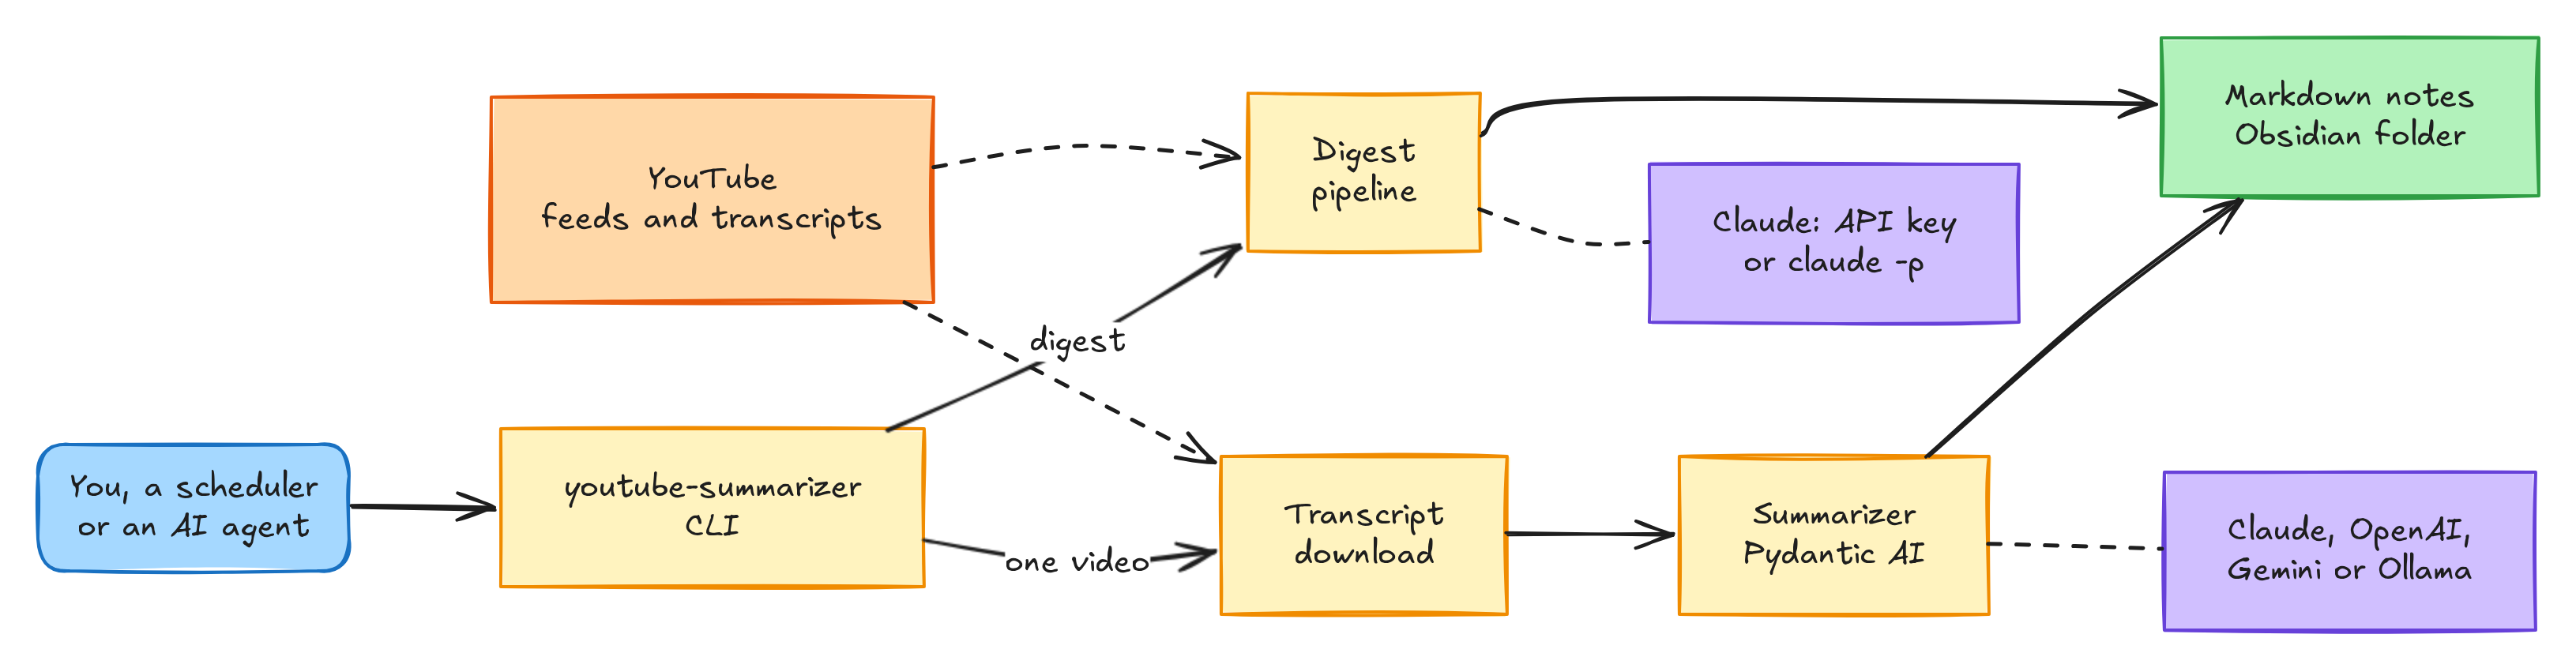 YouTube
feeds and transcripts
Digest
pipeline
Markdown notes
Obsidian folder
Claude: API key
or claude -p
digest
You, a scheduler
or an AI agent
youtube-summarizer
CLI
one video
Transcript
download
Summarizer
Pydantic AI
Claude, OpenAI,
Gemini or Ollama